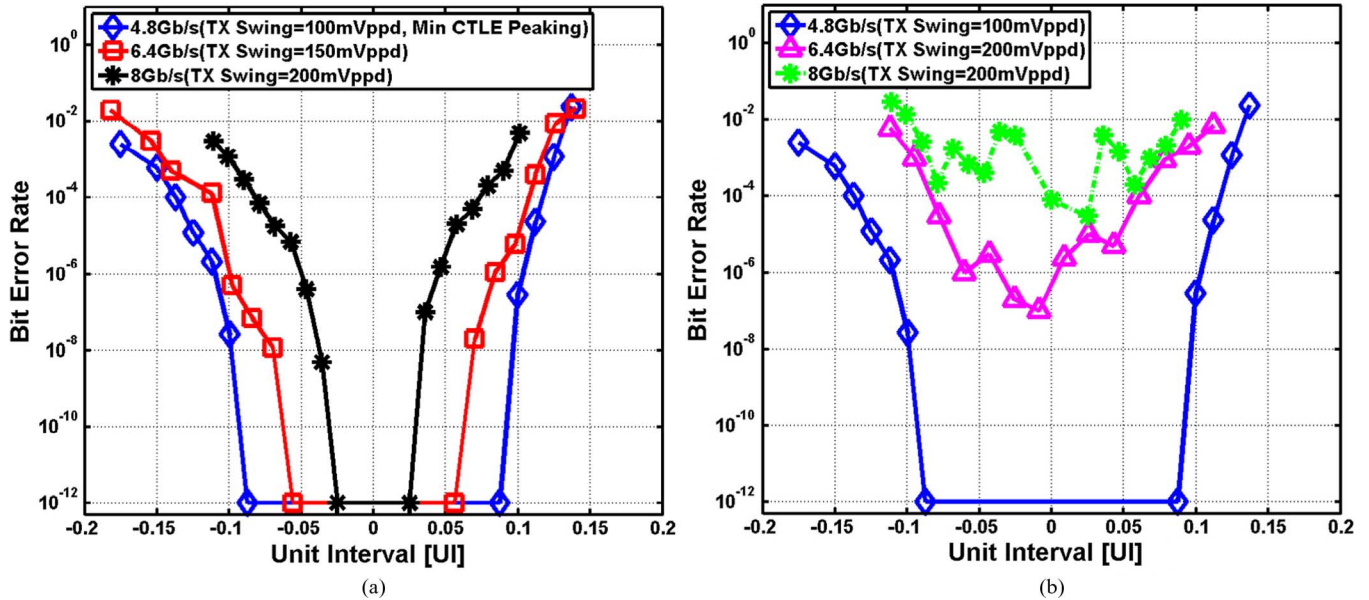 4.8Gb/s(TX Swing=100mVppd, Min CTLE Peaking)
6.4Gb/s(TX Swing=150mVppd)
8Gb/s(TX Swing=200mVppd)
Bit Error Rate
10^0
10^-2
10^-4
10^-6
10^-8
10^-10
10^-12
-0.2 -0.15 -0.1 -0.05 0 0.05 0.1 0.15 0.2
Unit Interval [UI]
(a)
4.8Gb/s(TX Swing=100mVppd)
6.4Gb/s(TX Swing=200mVppd)
8Gb/s(TX Swing=200mVppd)
Bit Error Rate
10^0
10^-2
10^-4
10^-6
10^-8
10^-10
10^-12
-0.2 -0.15 -0.1 -0.05 0 0.05 0.1 0.15 0.2
Unit Interval [UI]
(b)